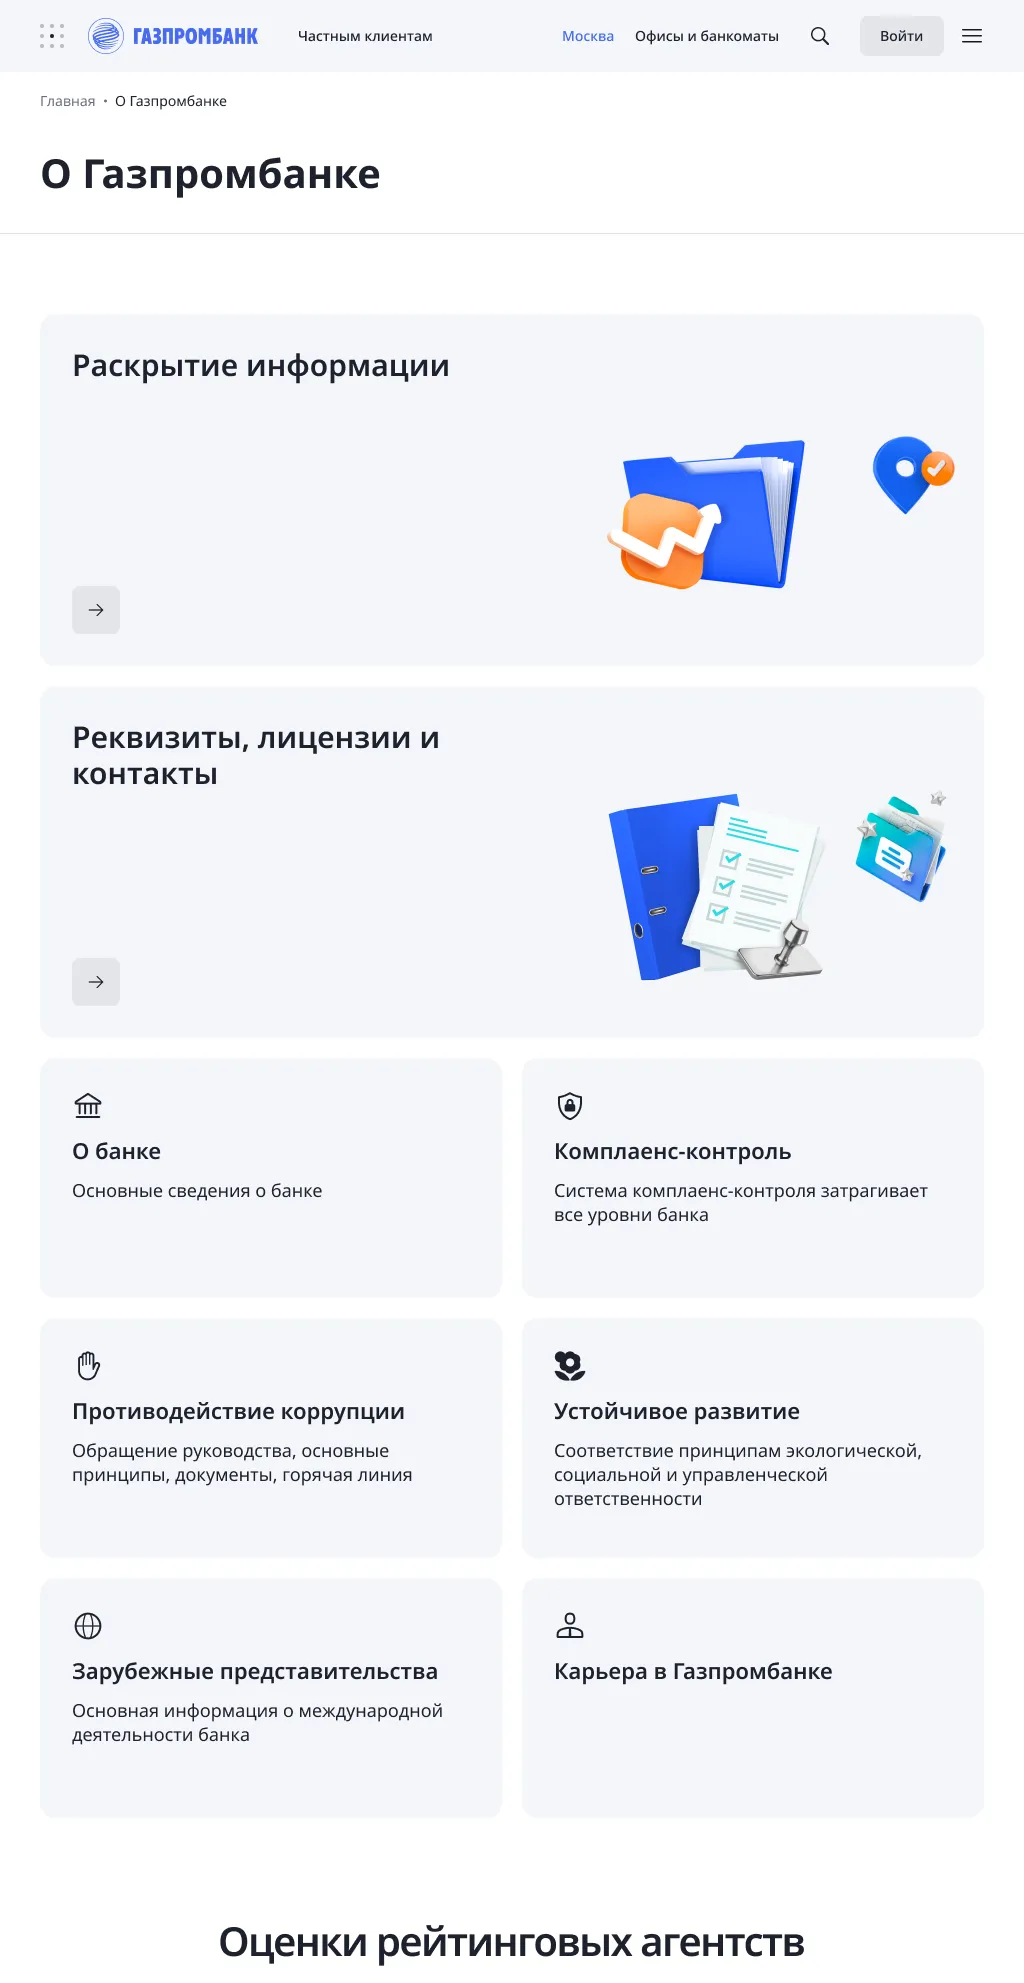 ГАЗПРОМБАНК
Частным клиентам
Москва
Офисы и банкоматы
Войти
Главная • О Газпромбанке
О Газпромбанке
Раскрытие информации
Реквизиты, лицензии и
контакты
О банке
Основные сведения о банке
Комплаенс-контроль
Система комплаенс-контроля затрагивает
все уровни банка
Противодействие коррупции
Обращение руководства, основные
принципы, документы, горячая линия
Устойчивое развитие
Соответствие принципам экологической,
социальной и управленческой
ответственности
Зарубежные представительства
Основная информация о международной
деятельности банка
Карьера в Газпромбанке
Оценки рейтинговых агентств